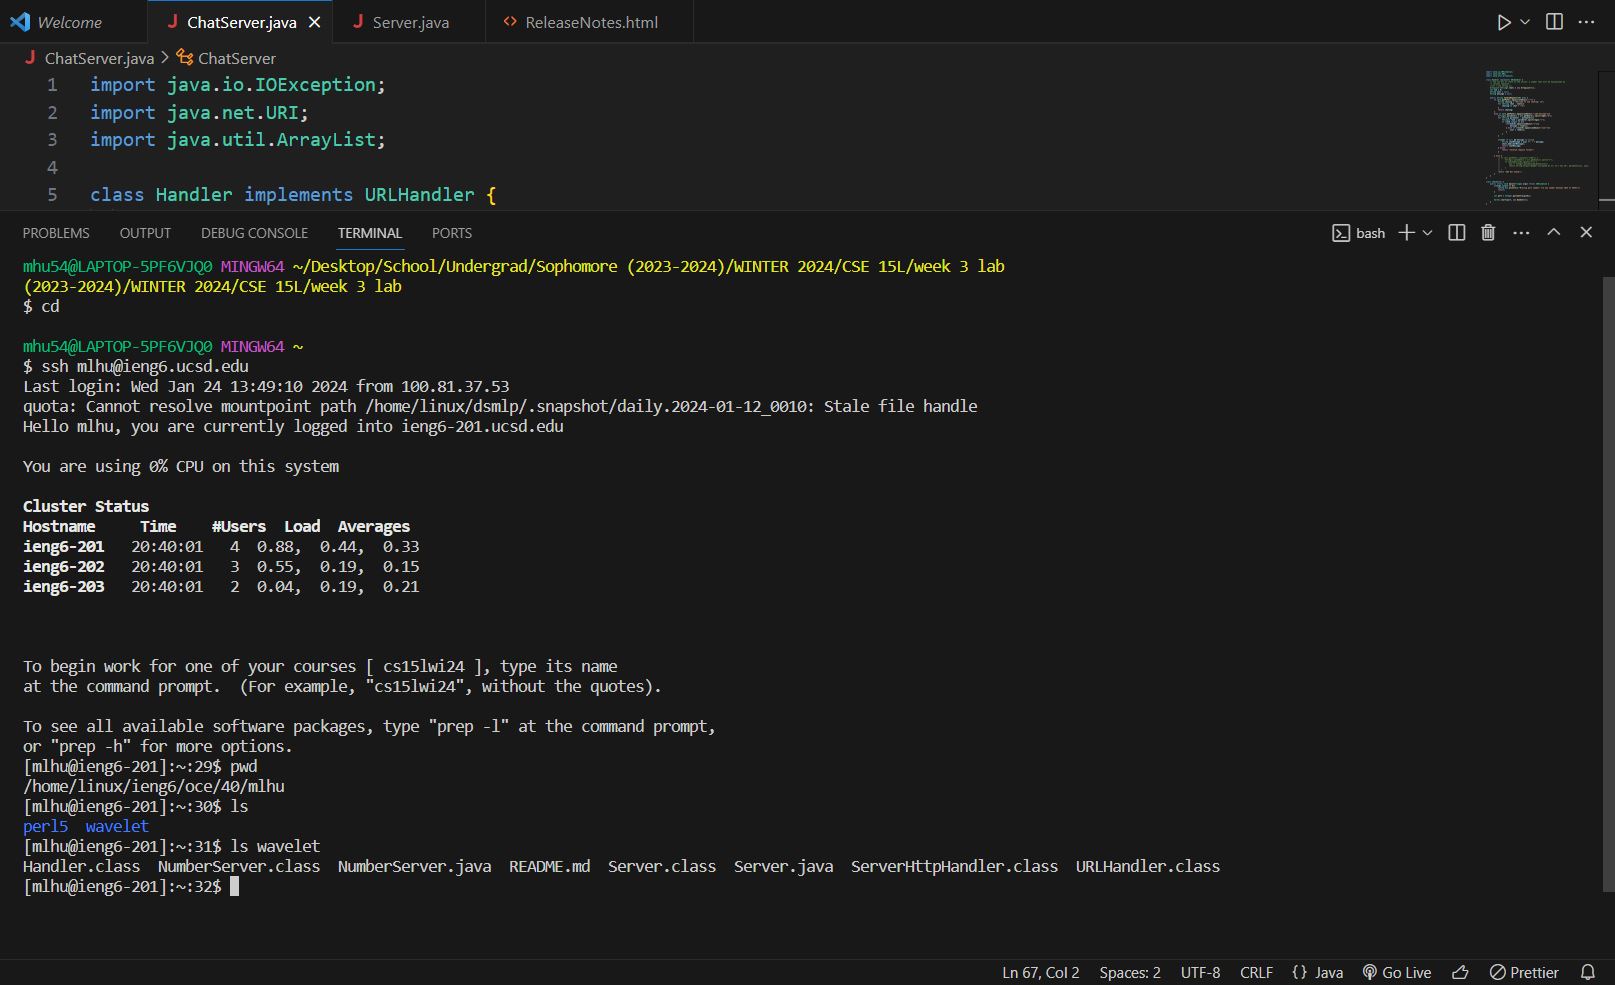 Welcome ChatServer.java Server.java ReleaseNotes.html
ChatServer.java > ChatServer
1 import java.io.IOException;
2 import java.net.URI;
3 import java.util.ArrayList;
4
5 class Handler implements URLHandler {
PROBLEMS OUTPUT DEBUG CONSOLE TERMINAL PORTS bash
mhu54@LAPTOP-5PF6VJQ0 MINGW64 ~/Desktop/School/Undergrad/Sophomore (2023-2024)/WINTER 2024/CSE 15L/week 3 lab
(2023-2024)/WINTER 2024/CSE 15L/week 3 lab
$ cd
mhu54@LAPTOP-5PF6VJQ0 MINGW64 ~
$ ssh mlhu@ieng6.ucsd.edu
Last login: Wed Jan 24 13:49:10 2024 from 100.81.37.53
quota: Cannot resolve mountpoint path /home/linux/dsmlp/.snapshot/daily.2024-01-12_0010: Stale file handle
Hello mlhu, you are currently logged into ieng6-201.ucsd.edu
You are using 0% CPU on this system
Cluster Status
Hostname Time #Users Load Averages
ieng6-201 20:40:01 4 0.88, 0.44, 0.33
ieng6-202 20:40:01 3 0.55, 0.19, 0.15
ieng6-203 20:40:01 2 0.04, 0.19, 0.21
To begin work for one of your courses [ cs15lwi24 ], type its name
at the command prompt. (For example, "cs15lwi24", without the quotes).
To see all available software packages, type "prep -l" at the command prompt,
or "prep -h" for more options.
[mlhu@ieng6-201]:~:29$ pwd
/home/linux/ieng6/oce/40/mlhu
[mlhu@ieng6-201]:~:30$ ls
perl5 wavelet
[mlhu@ieng6-201]:~:31$ ls wavelet
Handler.class NumberServer.class NumberServer.java README.md Server.class Server.java ServerHttpHandler.class URLHandler.class
[mlhu@ieng6-201]:~:32$
Ln 67, Col 2 Spaces: 2 UTF-8 CRLF {} Java Go Live Prettier